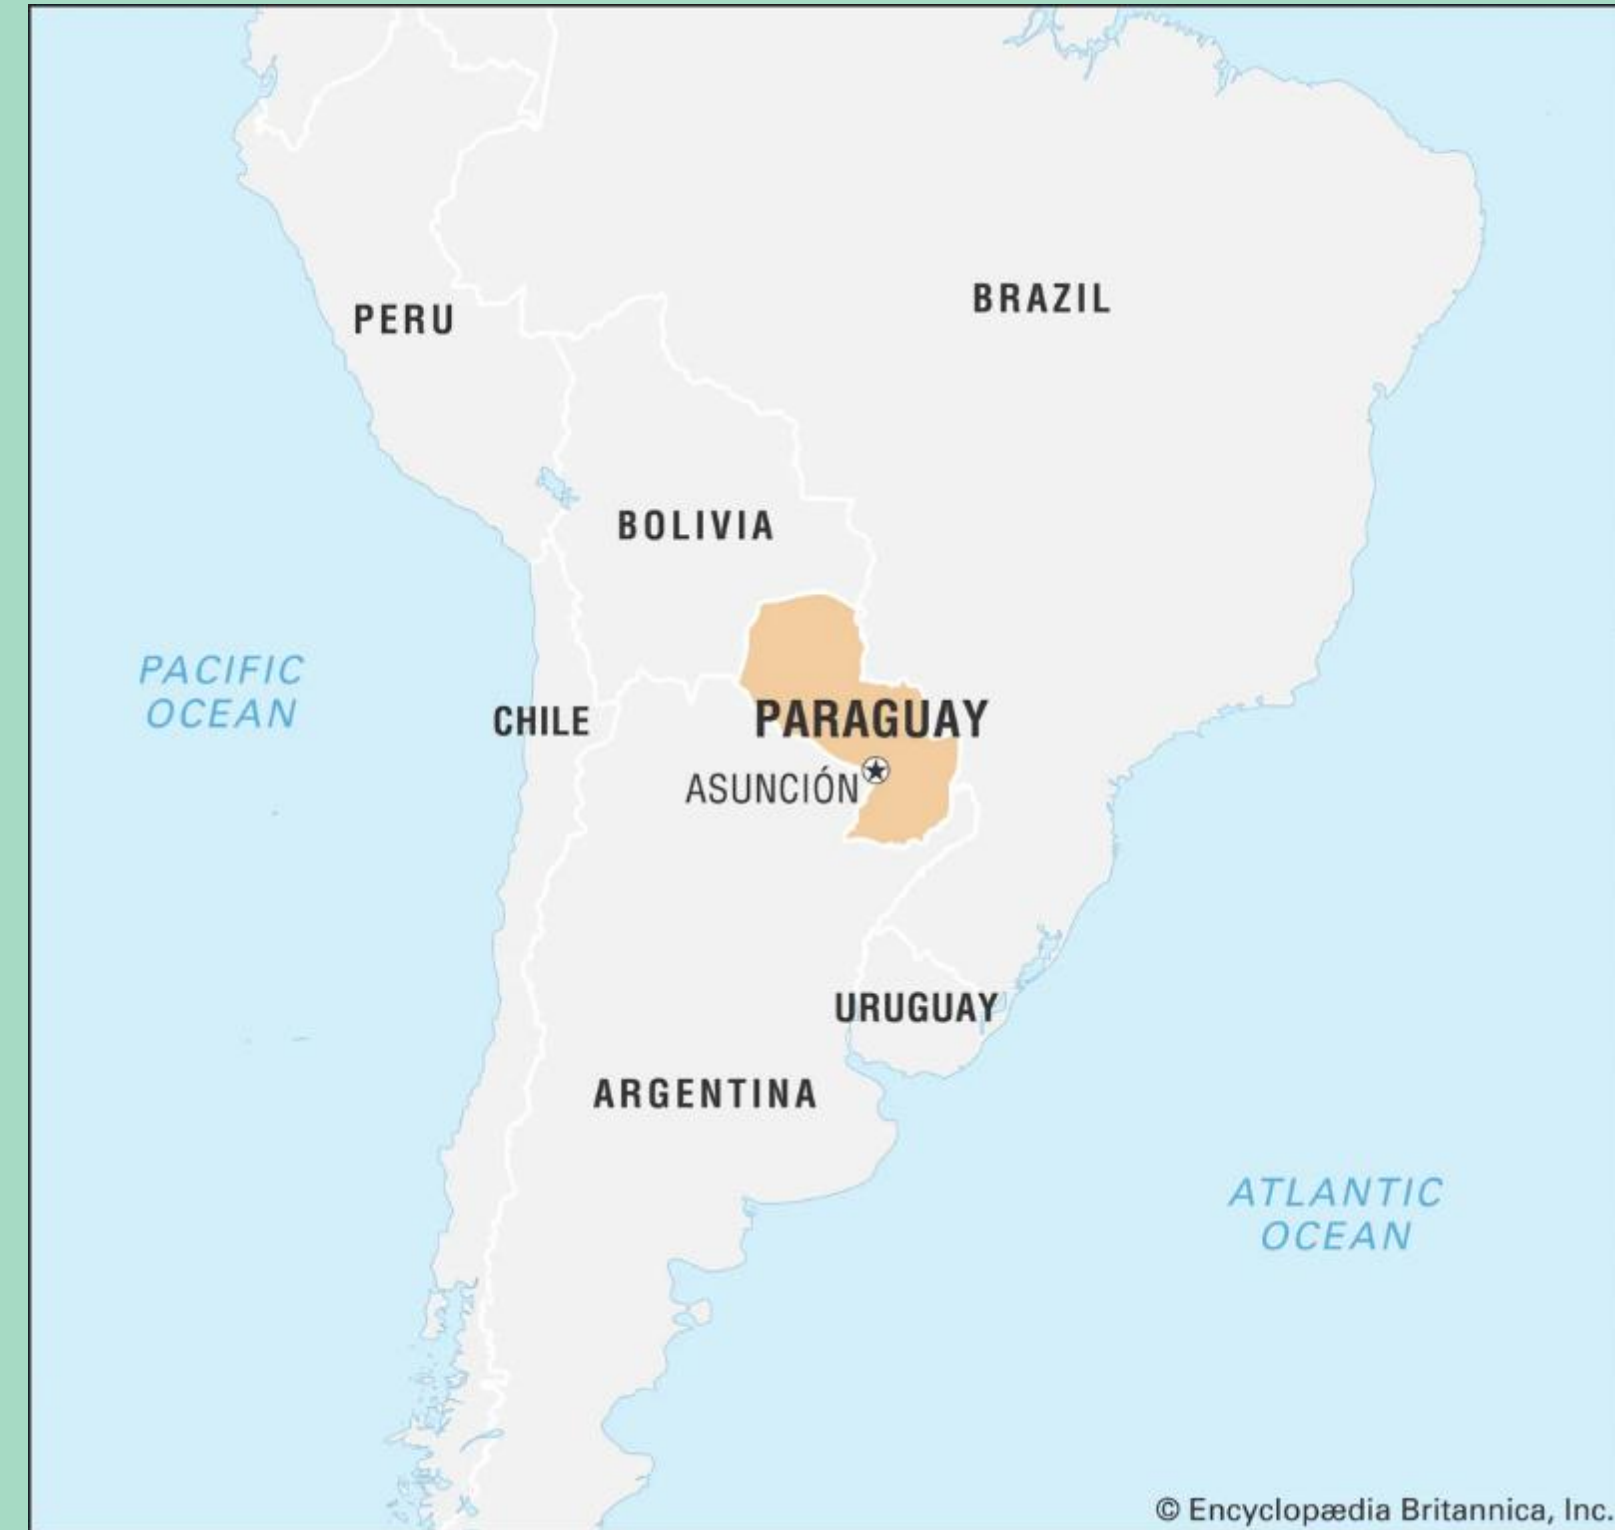 BRAZIL
PERU
BOLIVIA
PACIFIC
OCEAN
CHILE
PARAGUAY
ASUNCIÓN
URUGUAY
ARGENTINA
ATLANTIC
OCEAN
© Encyclopædia Britannica, Inc.